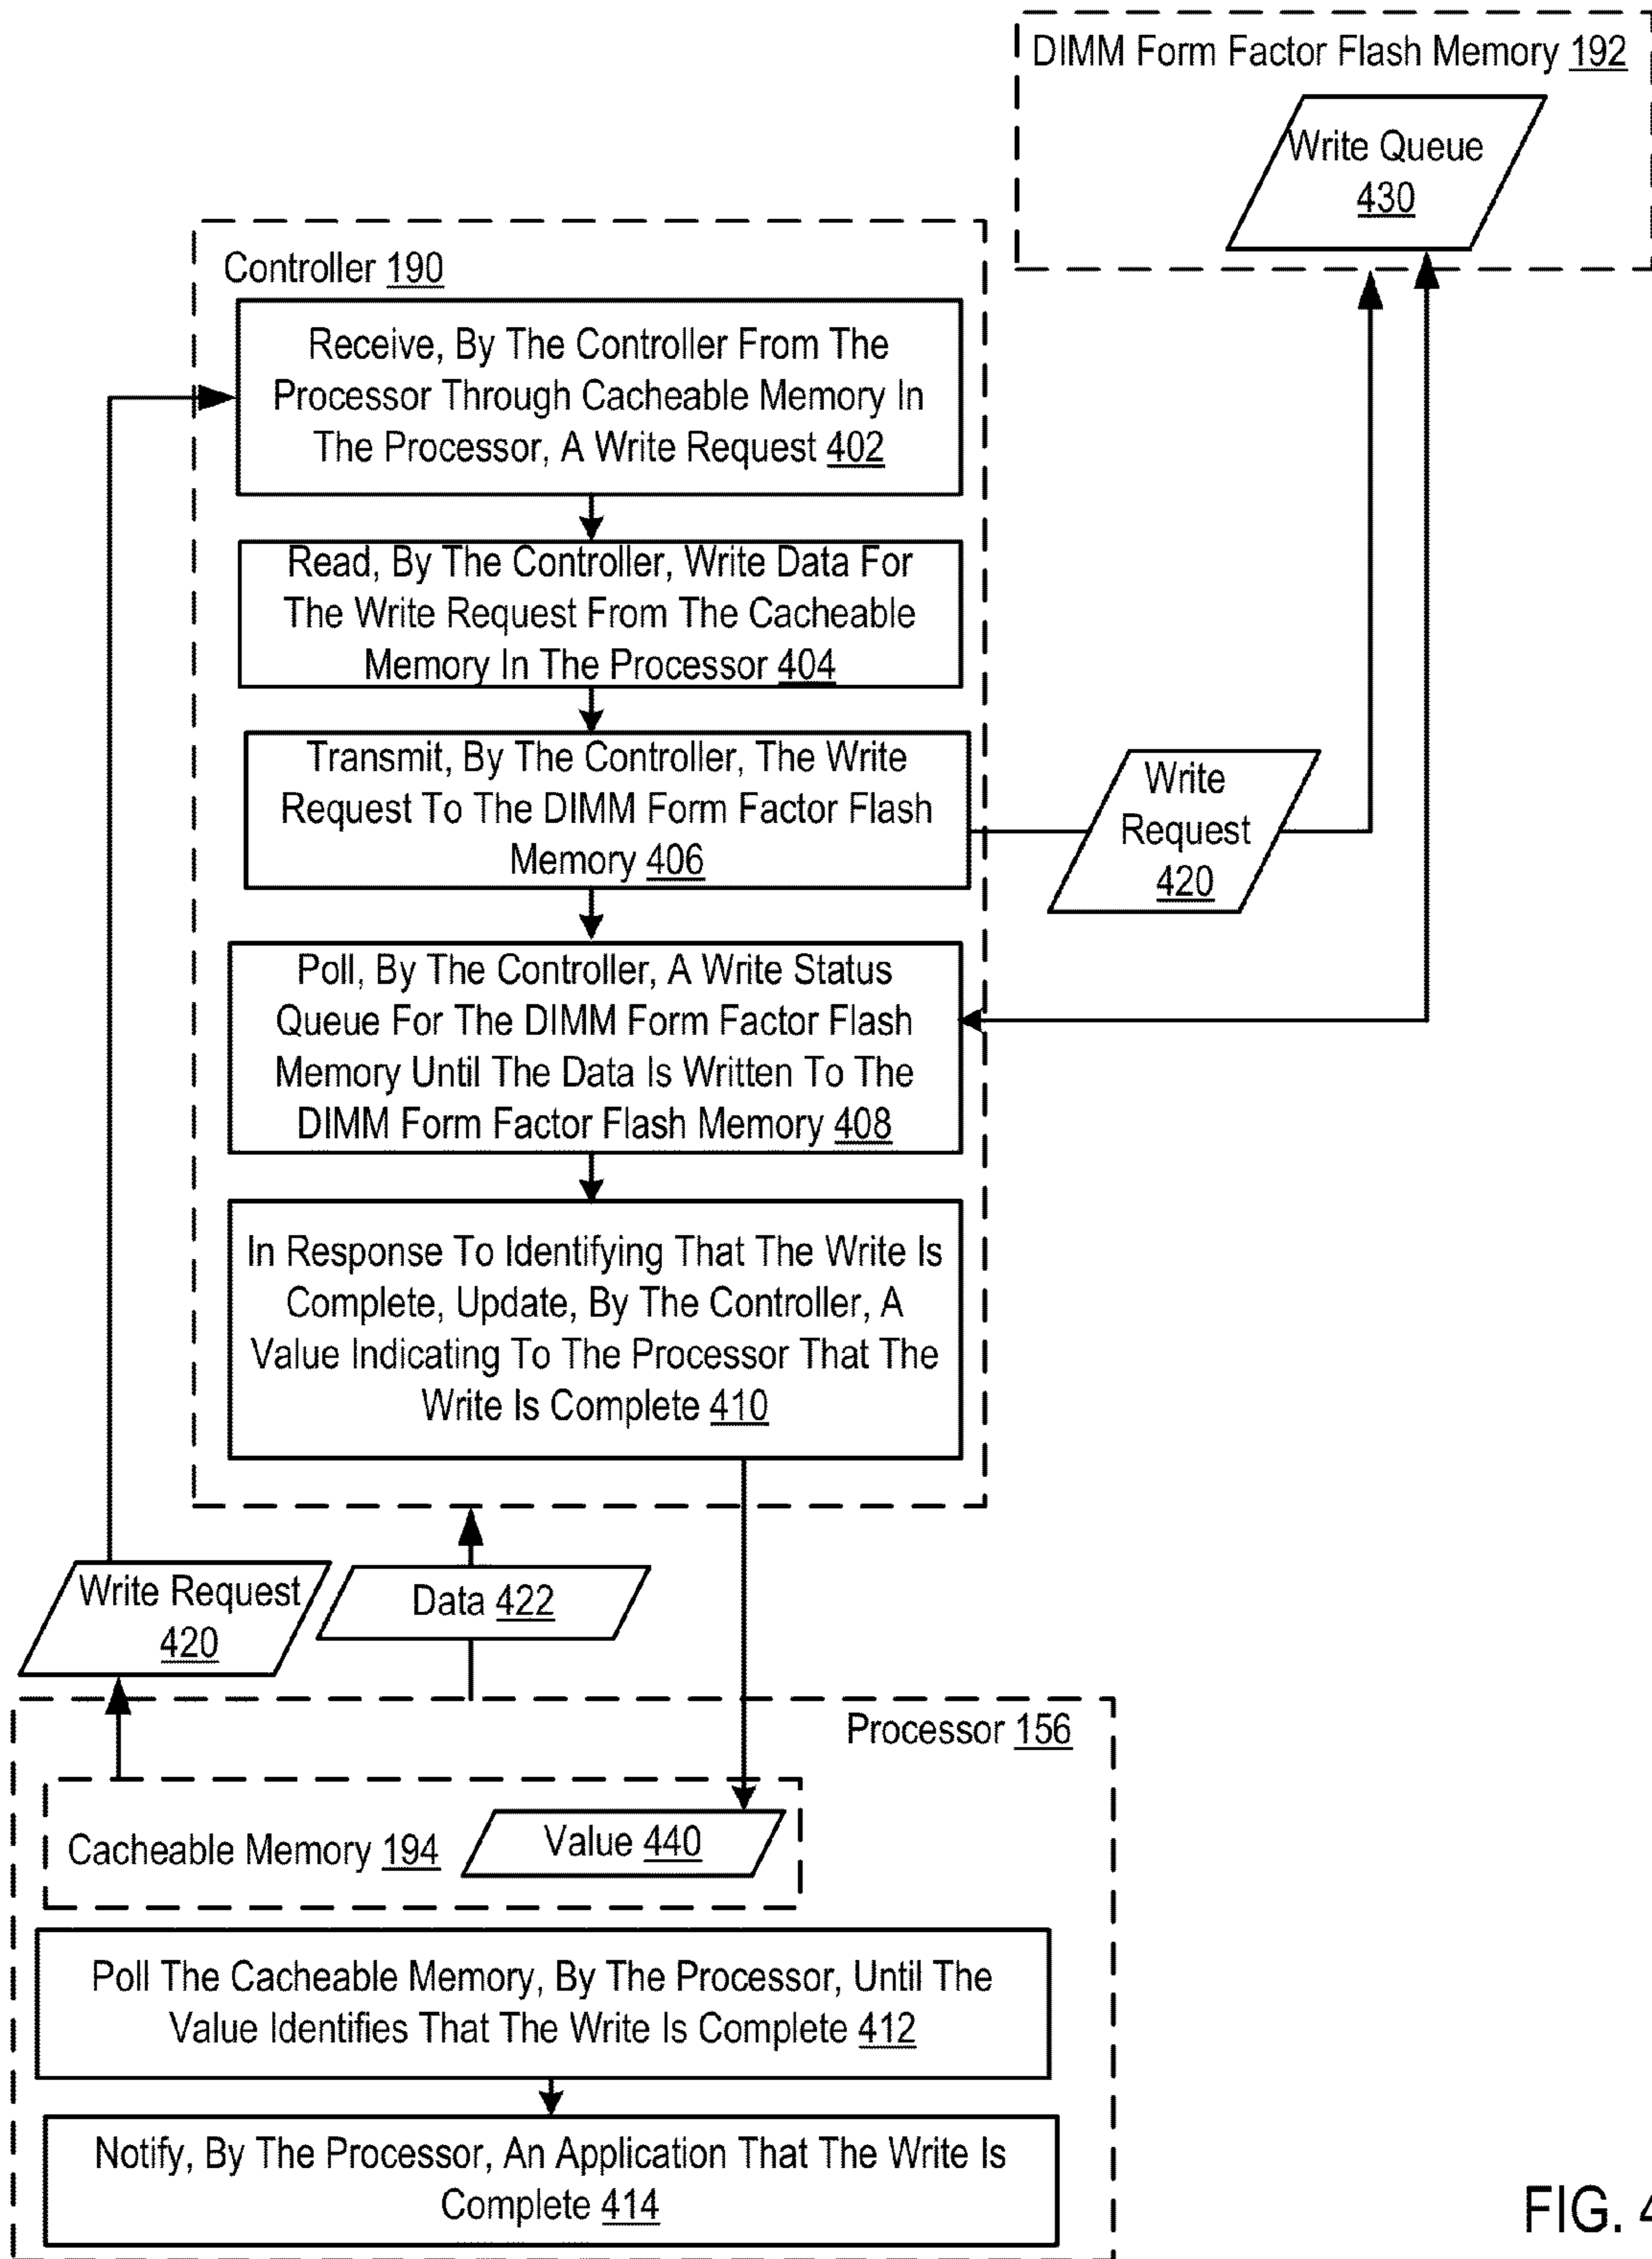 DIMM Form Factor Flash Memory 192
Write Queue
430
Controller 190
Receive, By The Controller From The
Processor Through Cacheable Memory In
The Processor, A Write Request 402
Read, By The Controller, Write Data For
The Write Request From The Cacheable
Memory In The Processor 404
Transmit, By The Controller, The Write
Request To The DIMM Form Factor Flash
Memory 406
Write
Request
420
Poll, By The Controller, A Write Status
Queue For The DIMM Form Factor Flash
Memory Until The Data Is Written To The
DIMM Form Factor Flash Memory 408
In Response To Identifying That The Write Is
Complete, Update, By The Controller, A
Value Indicating To The Processor That The
Write Is Complete 410
Write Request
420
Data 422
Processor 156
Cacheable Memory 194
Value 440
Poll The Cacheable Memory, By The Processor, Until The
Value Identifies That The Write Is Complete 412
Notify, By The Processor, An Application That The Write Is
Complete 414
FIG. 4